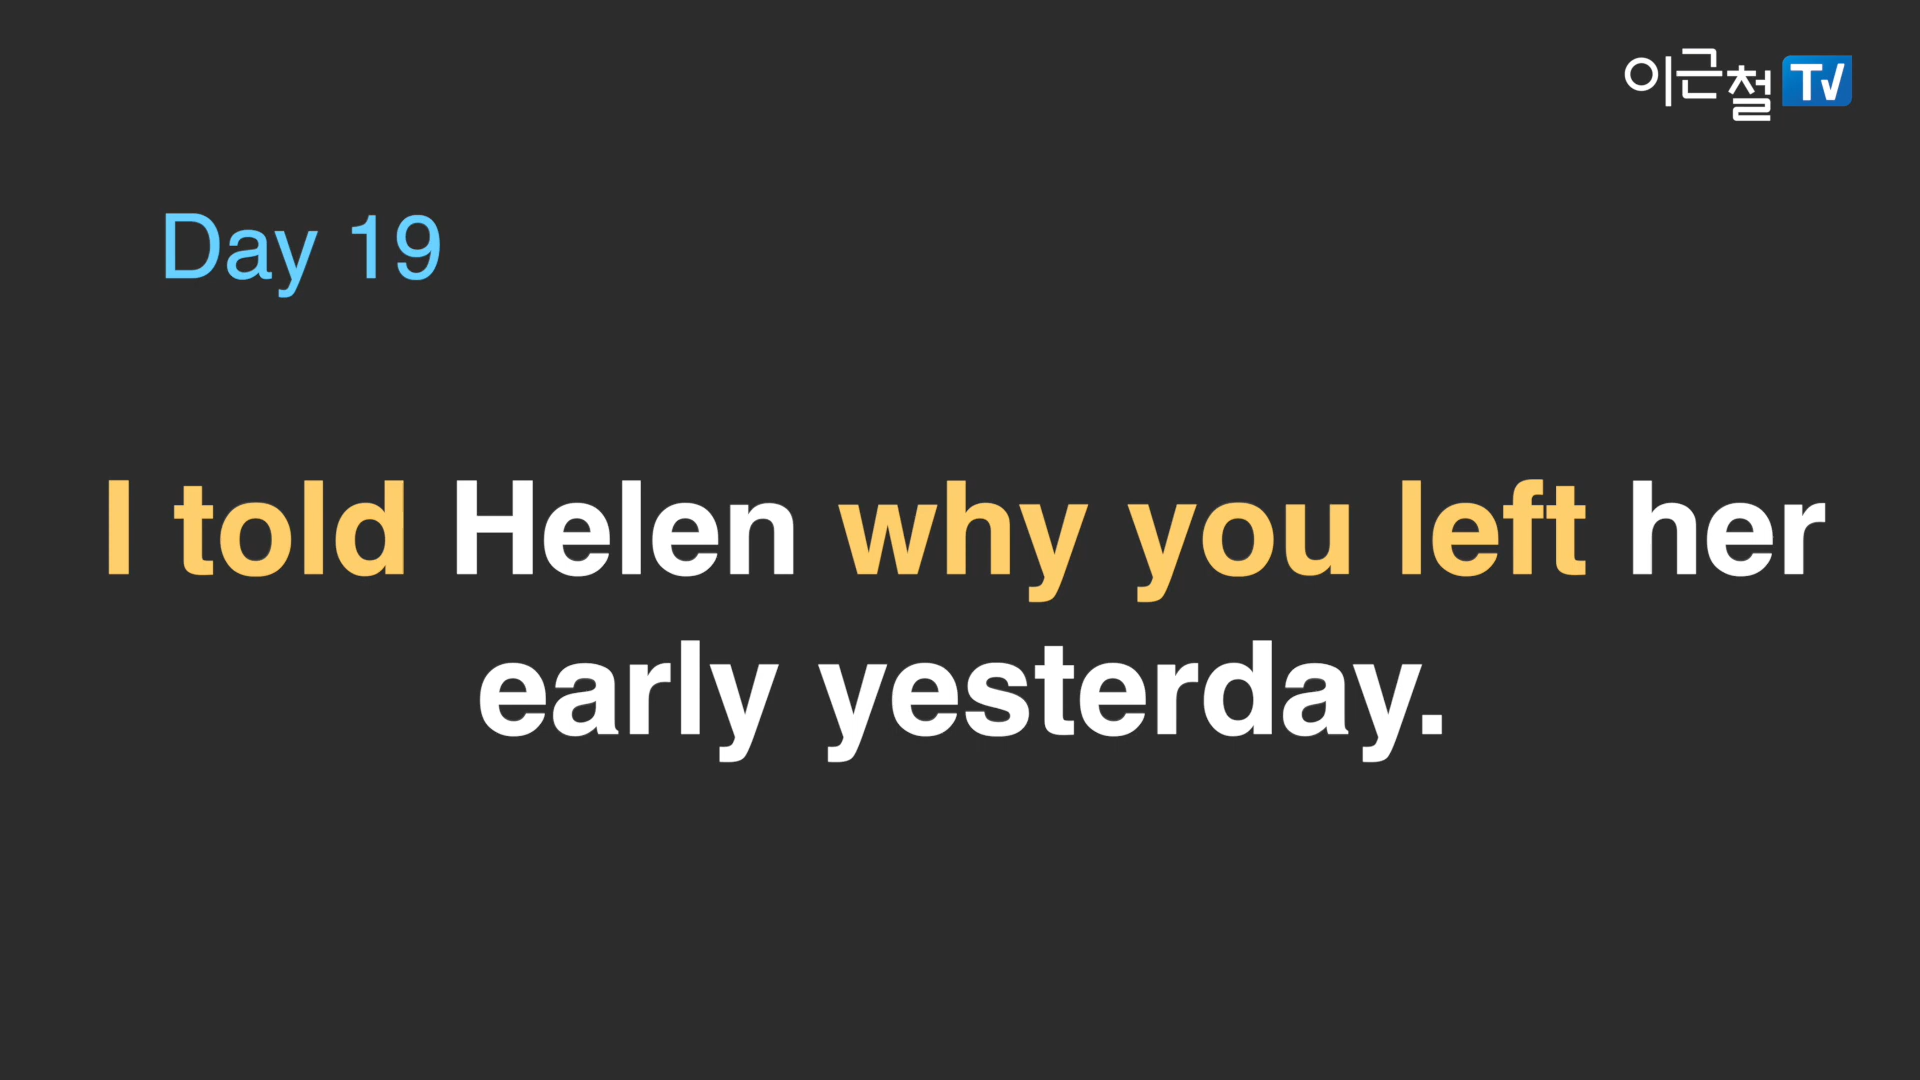 이근철 TV
Day 19
I told Helen why you left her
early yesterday.